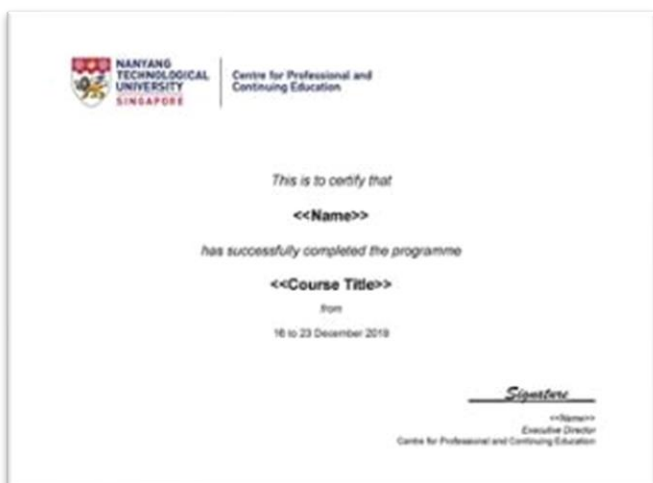 NANYANG
TECHNOLOGICAL
UNIVERSITY
SINGAPORE
Centre for Professional and
Continuing Education
This is to certify that
<<Name>>
has successfully completed the programme
<<Course Title>>
from
16 to 23 December 2019
Signature
<<Name>>
Executive Director
Centre for Professional and Continuing Education